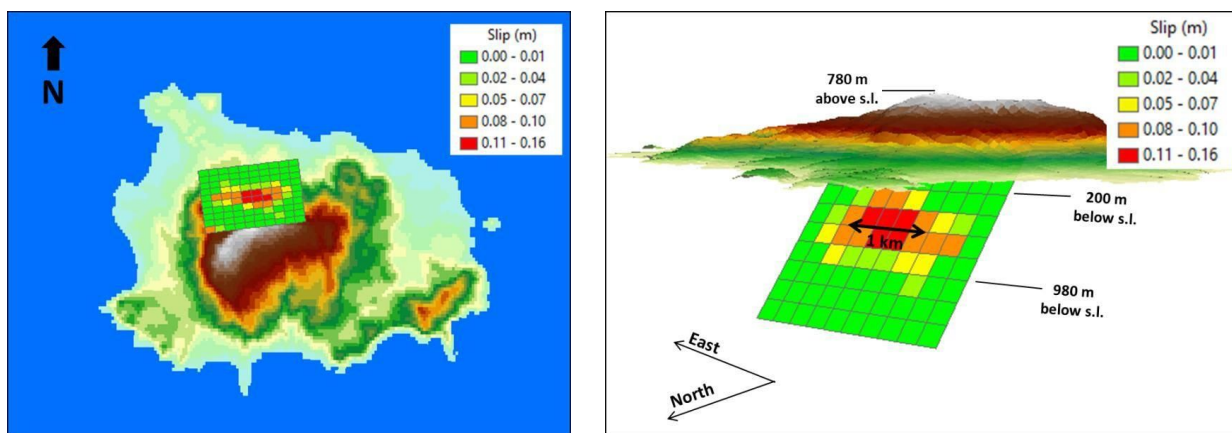 N
Slip (m)
0.00 - 0.01
0.02 - 0.04
0.05 - 0.07
0.08 - 0.10
0.11 - 0.16
Slip (m)
0.00 - 0.01
0.02 - 0.04
0.05 - 0.07
0.08 - 0.10
0.11 - 0.16
780 m
above s.l.
200 m
below s.l.
1 km
980 m
below s.l.
East
North